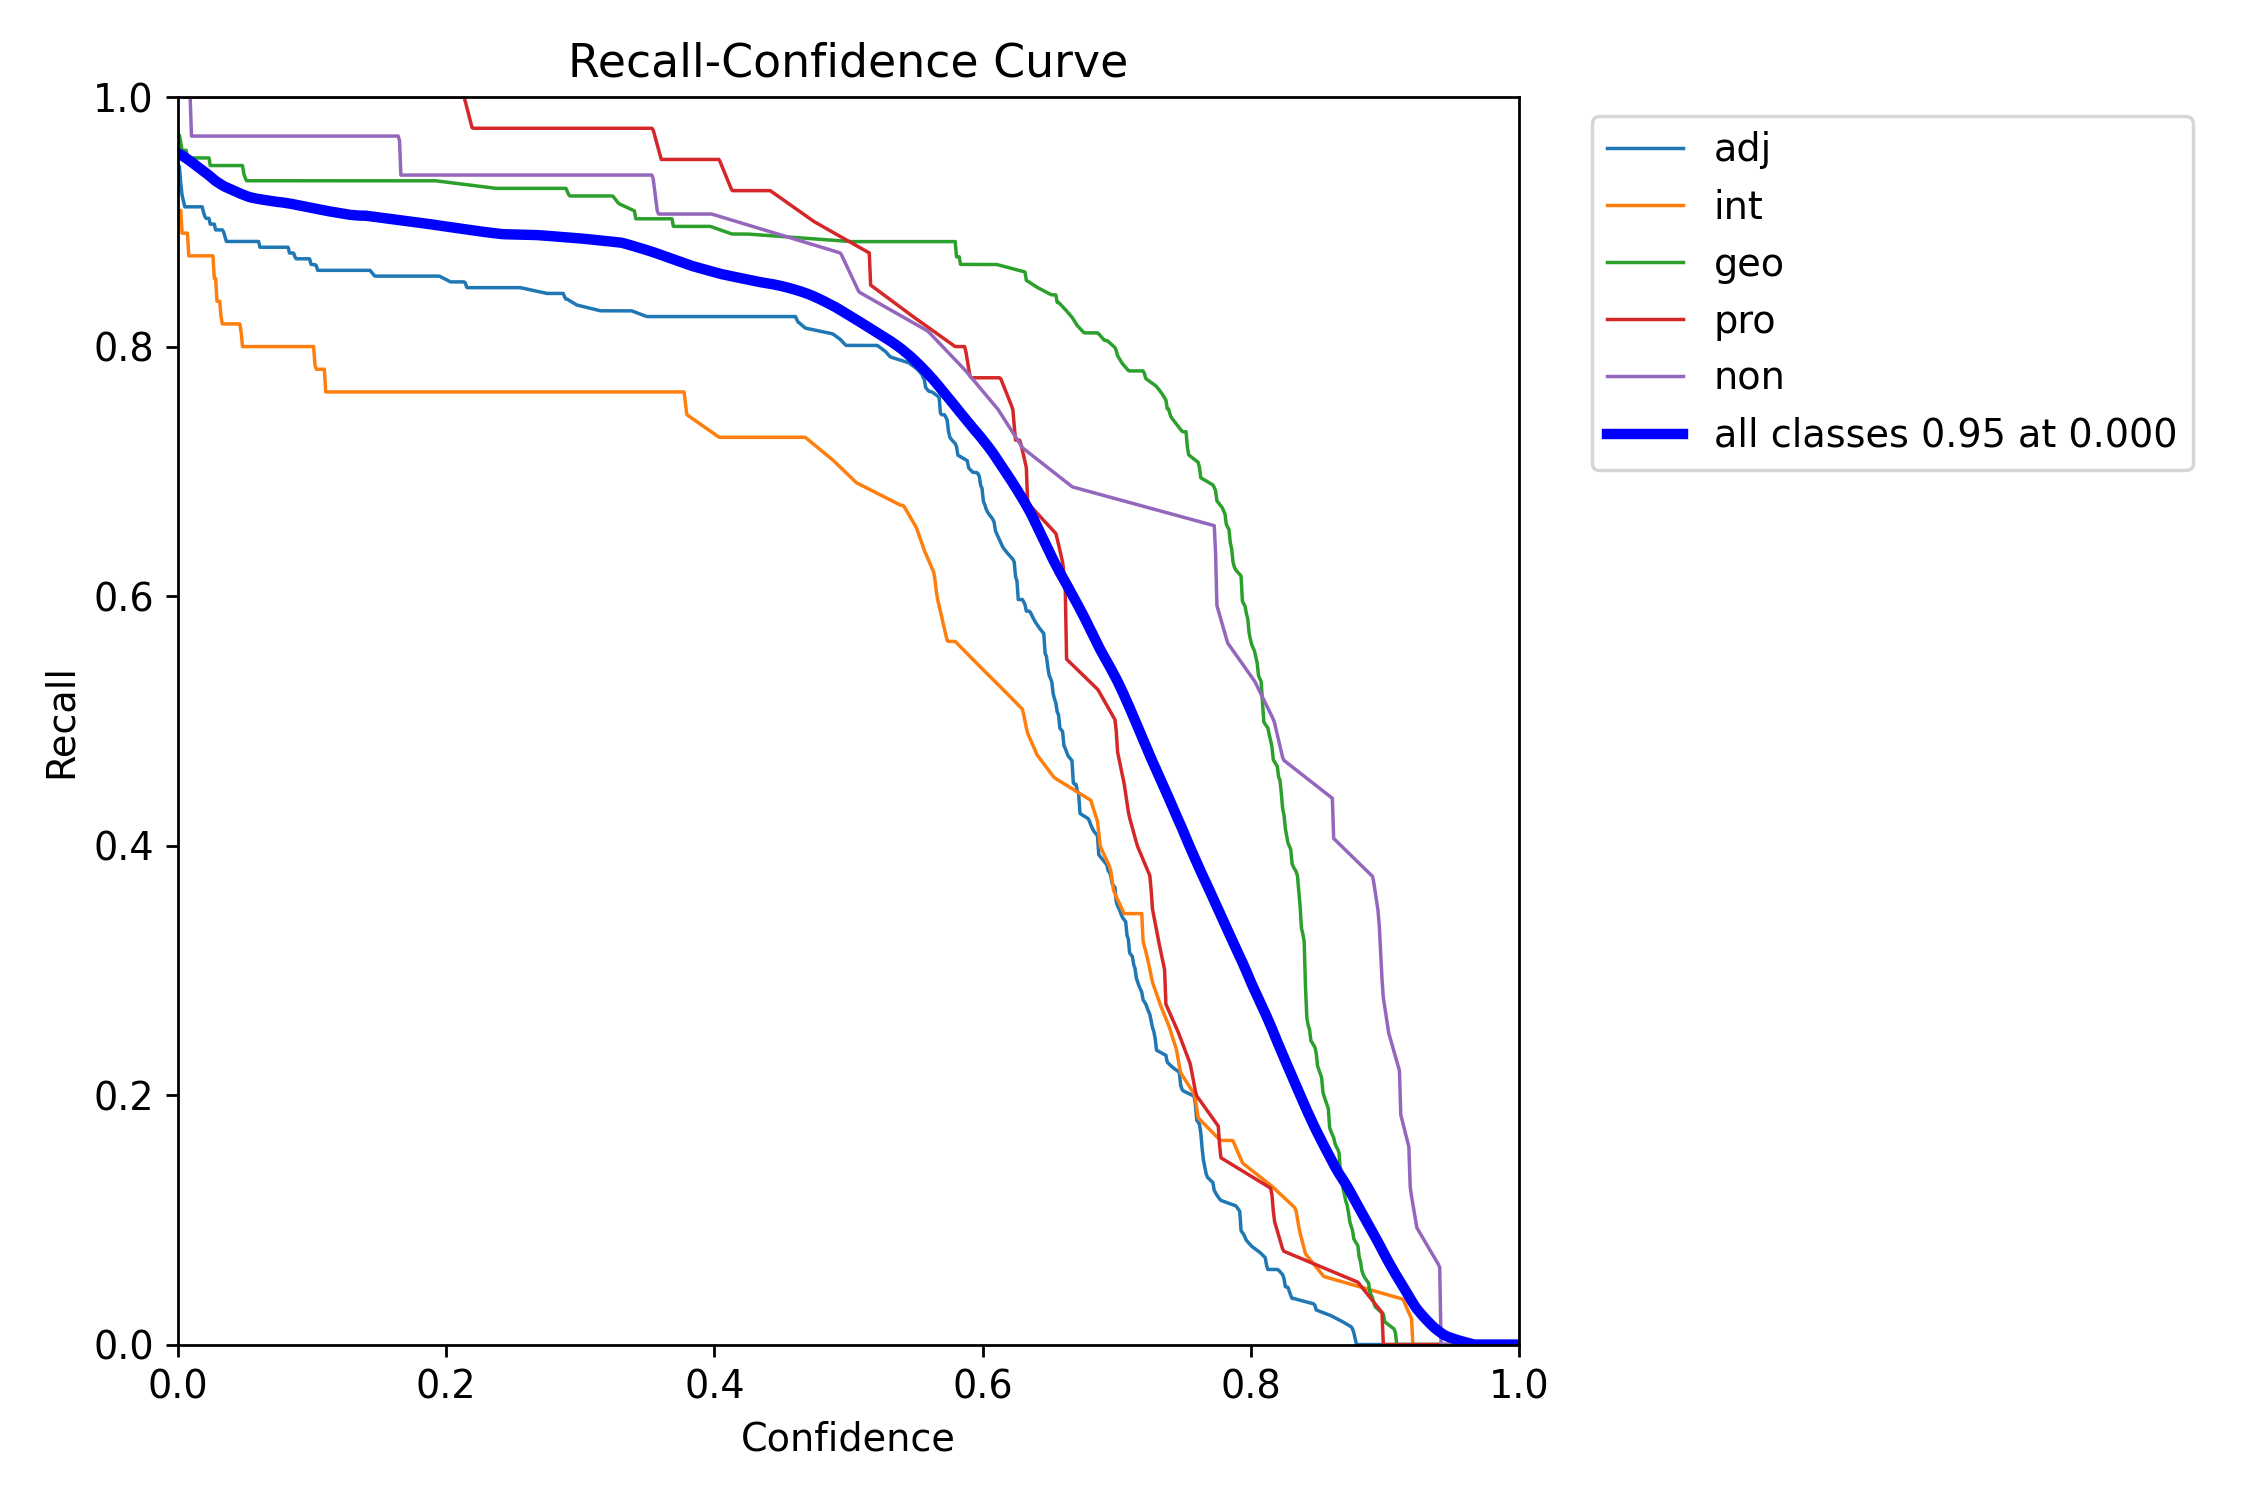 Recall-Confidence Curve
1.0
0.8
0.6
0.4
0.2
0.0
Recall
0.0 0.2 0.4 0.6 0.8 1.0
Confidence
adj
int
geo
pro
non
all classes 0.95 at 0.000